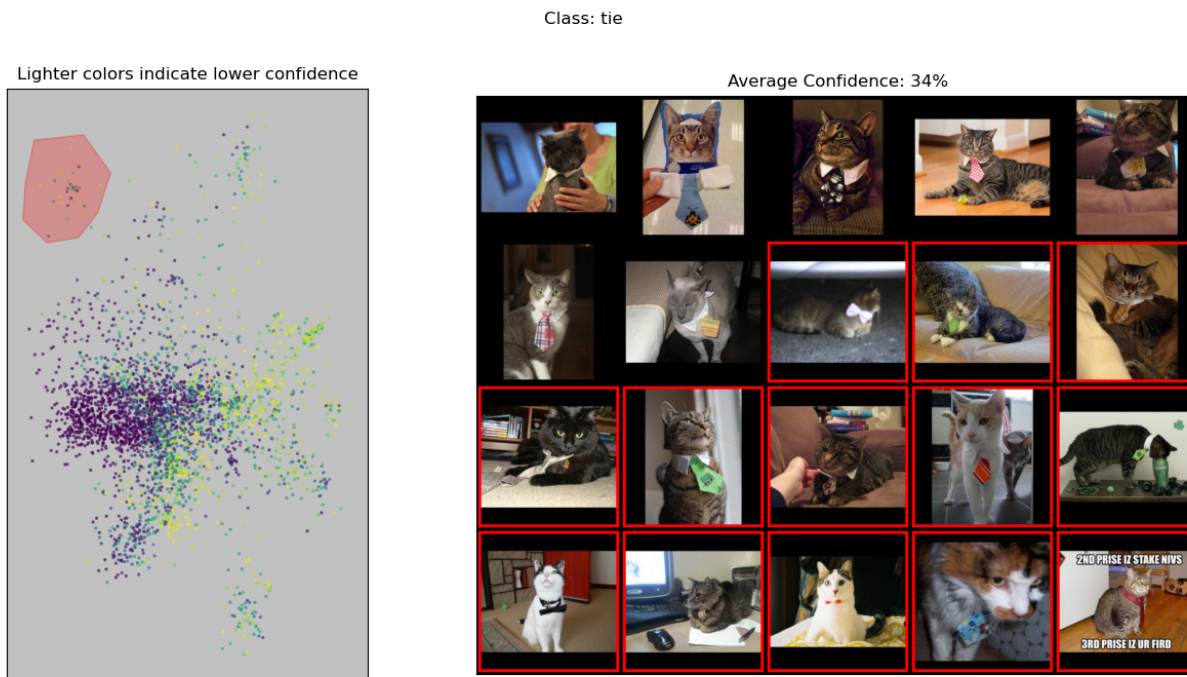 Class: tie
Lighter colors indicate lower confidence
Average Confidence: 34%
2ND PRISE IZ STAKE NIVS
3RD PRISE IZ UR FIRD